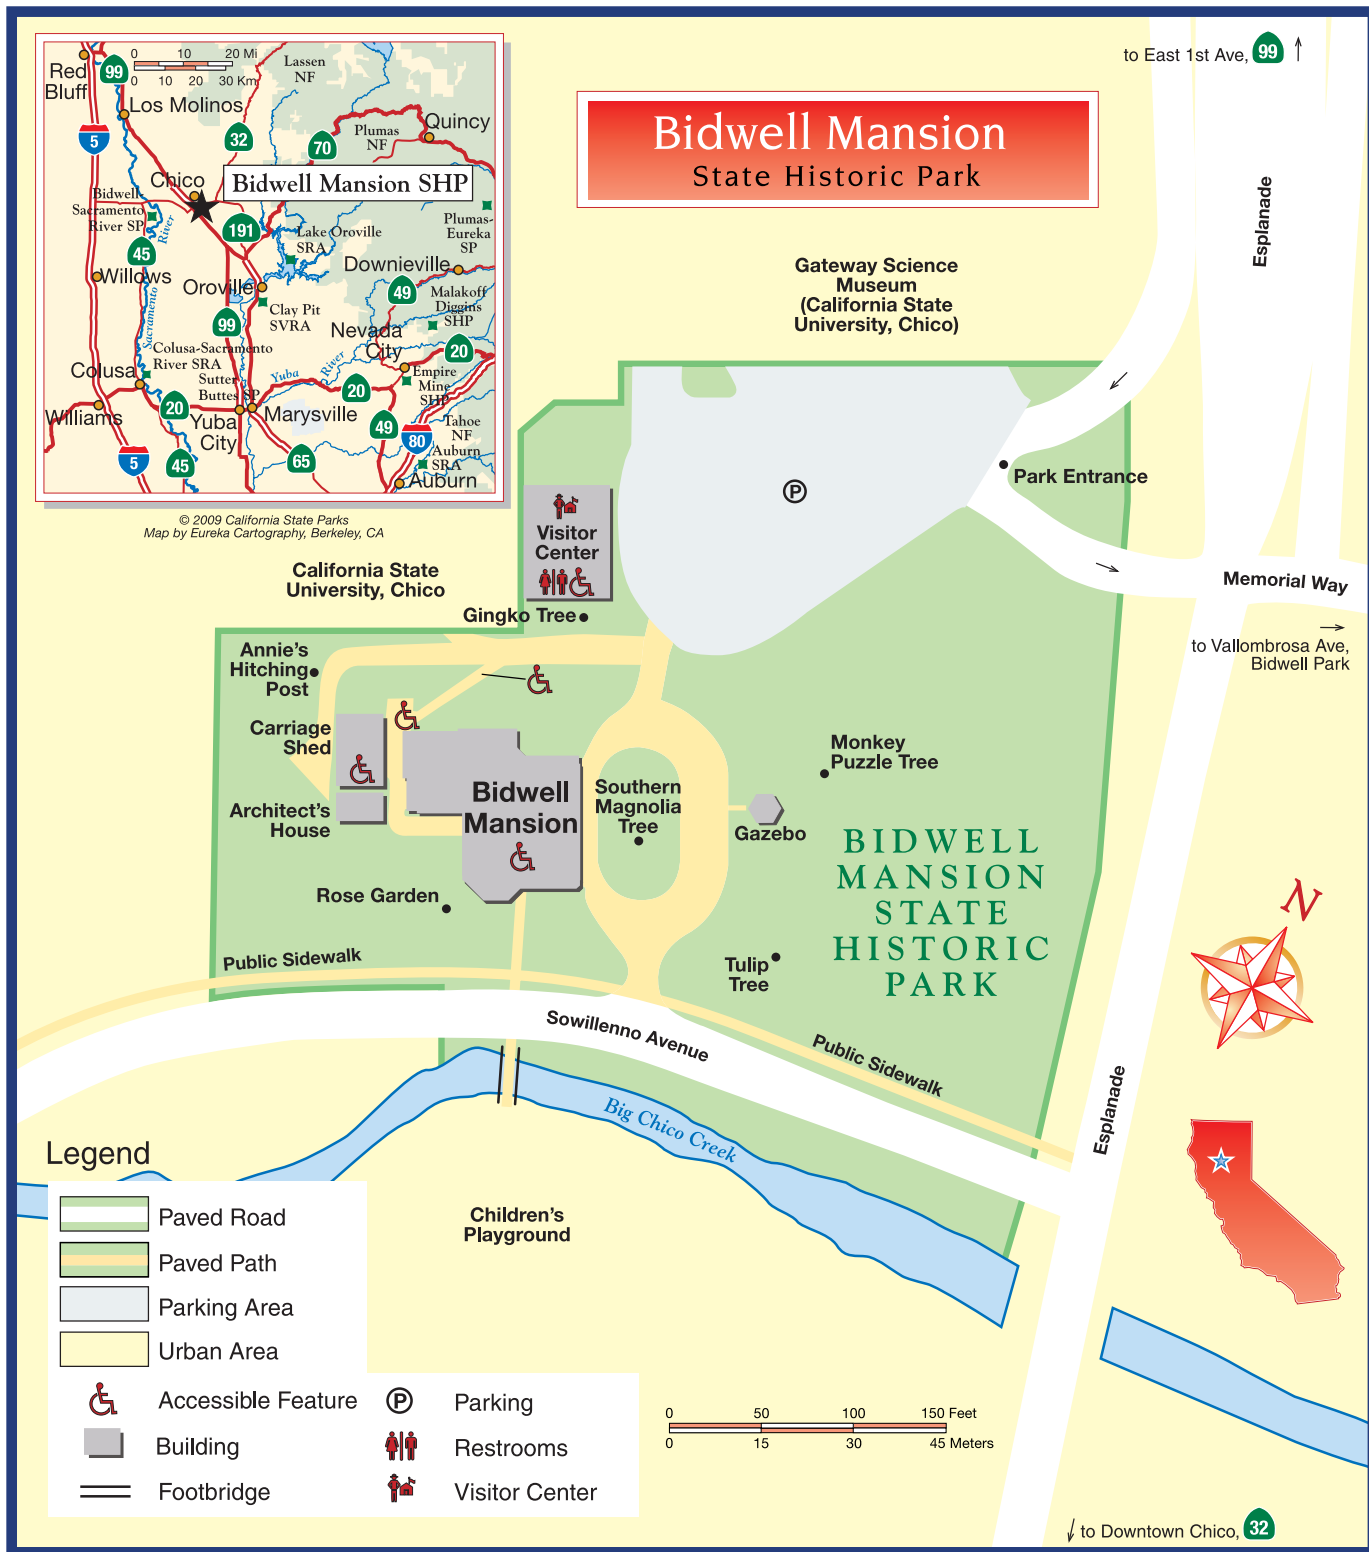 Bidwell Mansion
State Historic Park
to East 1st Ave, 99
0 10 20 Mi
0 10 20 30 Km
Red
Bluff
99
Los Molinos
Lassen
NF
5
32
70
Plumas
NF
Quincy
Chico
Bidwell Mansion SHP
Bidwell-
Sacramento
River SP
River
191
Lake Oroville
SRA
Plumas-
Eureka
SP
45
Willows
Oroville
Downieville
49
Malakoff
Diggins
SHP
Sacramento
99
Clay Pit
SVRA
Nevada
City
20
Colusa-Sacramento
River SRA
Colusa
Sutter
Buttes SP
Yuba
River
20
Empire
Mine
SHP
Williams
20
Yuba
City
Marysville
49
80
Tahoe
NF
Auburn
SRA
5
45
65
Auburn
© 2009 California State Parks
Map by Eureka Cartography, Berkeley, CA
Esplanade
Gateway Science
Museum
(California State
University, Chico)
P
Park Entrance
Visitor
Center
California State
University, Chico
Gingko Tree
Memorial Way
to Vallombrosa Ave,
Bidwell Park
Annie's
Hitching
Post
Carriage
Shed
Architect's
House
Bidwell
Mansion
Southern
Magnolia
Tree
Monkey
Puzzle Tree
Gazebo
BIDWELL
MANSION
STATE
HISTORIC
PARK
Rose Garden
Tulip
Tree
N
Public Sidewalk
Sowillenno Avenue
Public Sidewalk
Esplanade
Big Chico Creek
Children's
Playground
Legend
Paved Road
Paved Path
Parking Area
Urban Area
Accessible Feature
Building
Footbridge
P Parking
Restrooms
Visitor Center
0 50 100 150 Feet
0 15 30 45 Meters
to Downtown Chico, 32